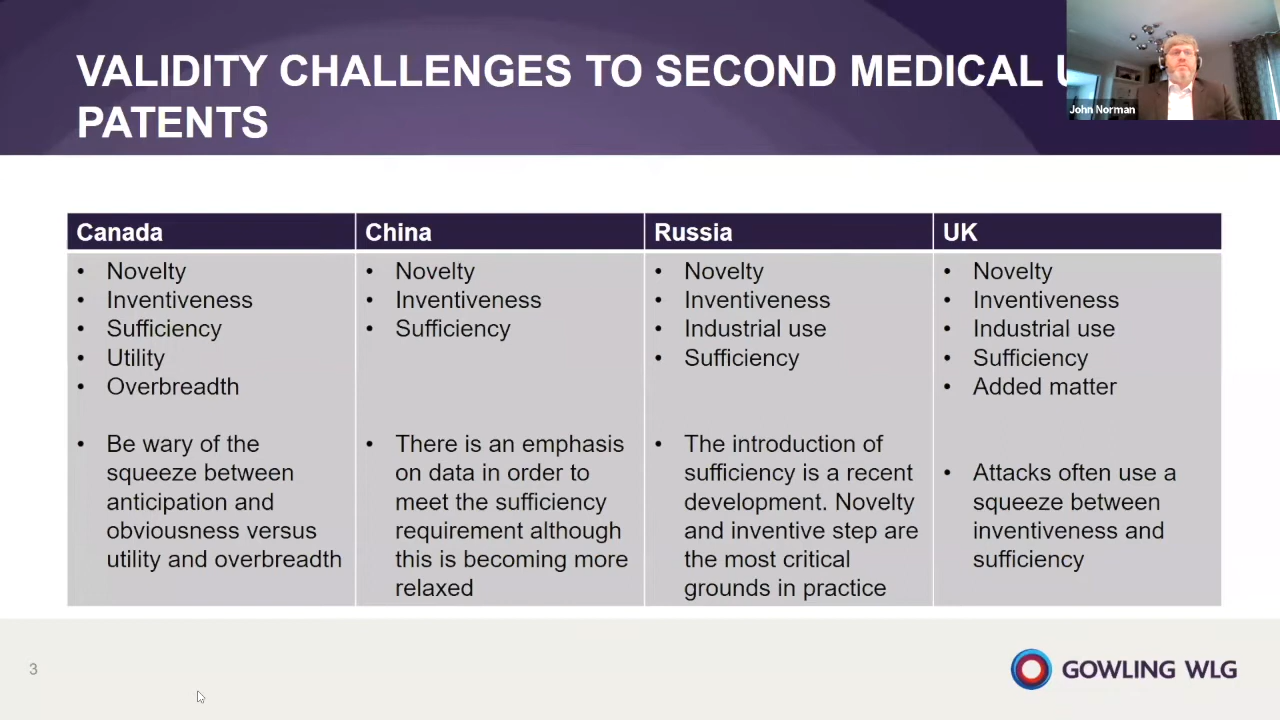 VALIDITY CHALLENGES TO SECOND MEDICAL
PATENTS
John Norman
Canada
• Novelty
• Inventiveness
• Sufficiency
• Utility
• Overbreadth
• Be wary of the
squeeze between
anticipation and
obviousness versus
utility and overbreadth
China
• Novelty
• Inventiveness
• Sufficiency
• There is an emphasis
on data in order to
meet the sufficiency
requirement although
this is becoming more
relaxed
Russia
• Novelty
• Inventiveness
• Industrial use
• Sufficiency
• The introduction of
sufficiency is a recent
development. Novelty
and inventive step are
the most critical
grounds in practice
UK
• Novelty
• Inventiveness
• Industrial use
• Sufficiency
• Added matter
• Attacks often use a
squeeze between
inventiveness and
sufficiency
3
GOWLING WLG